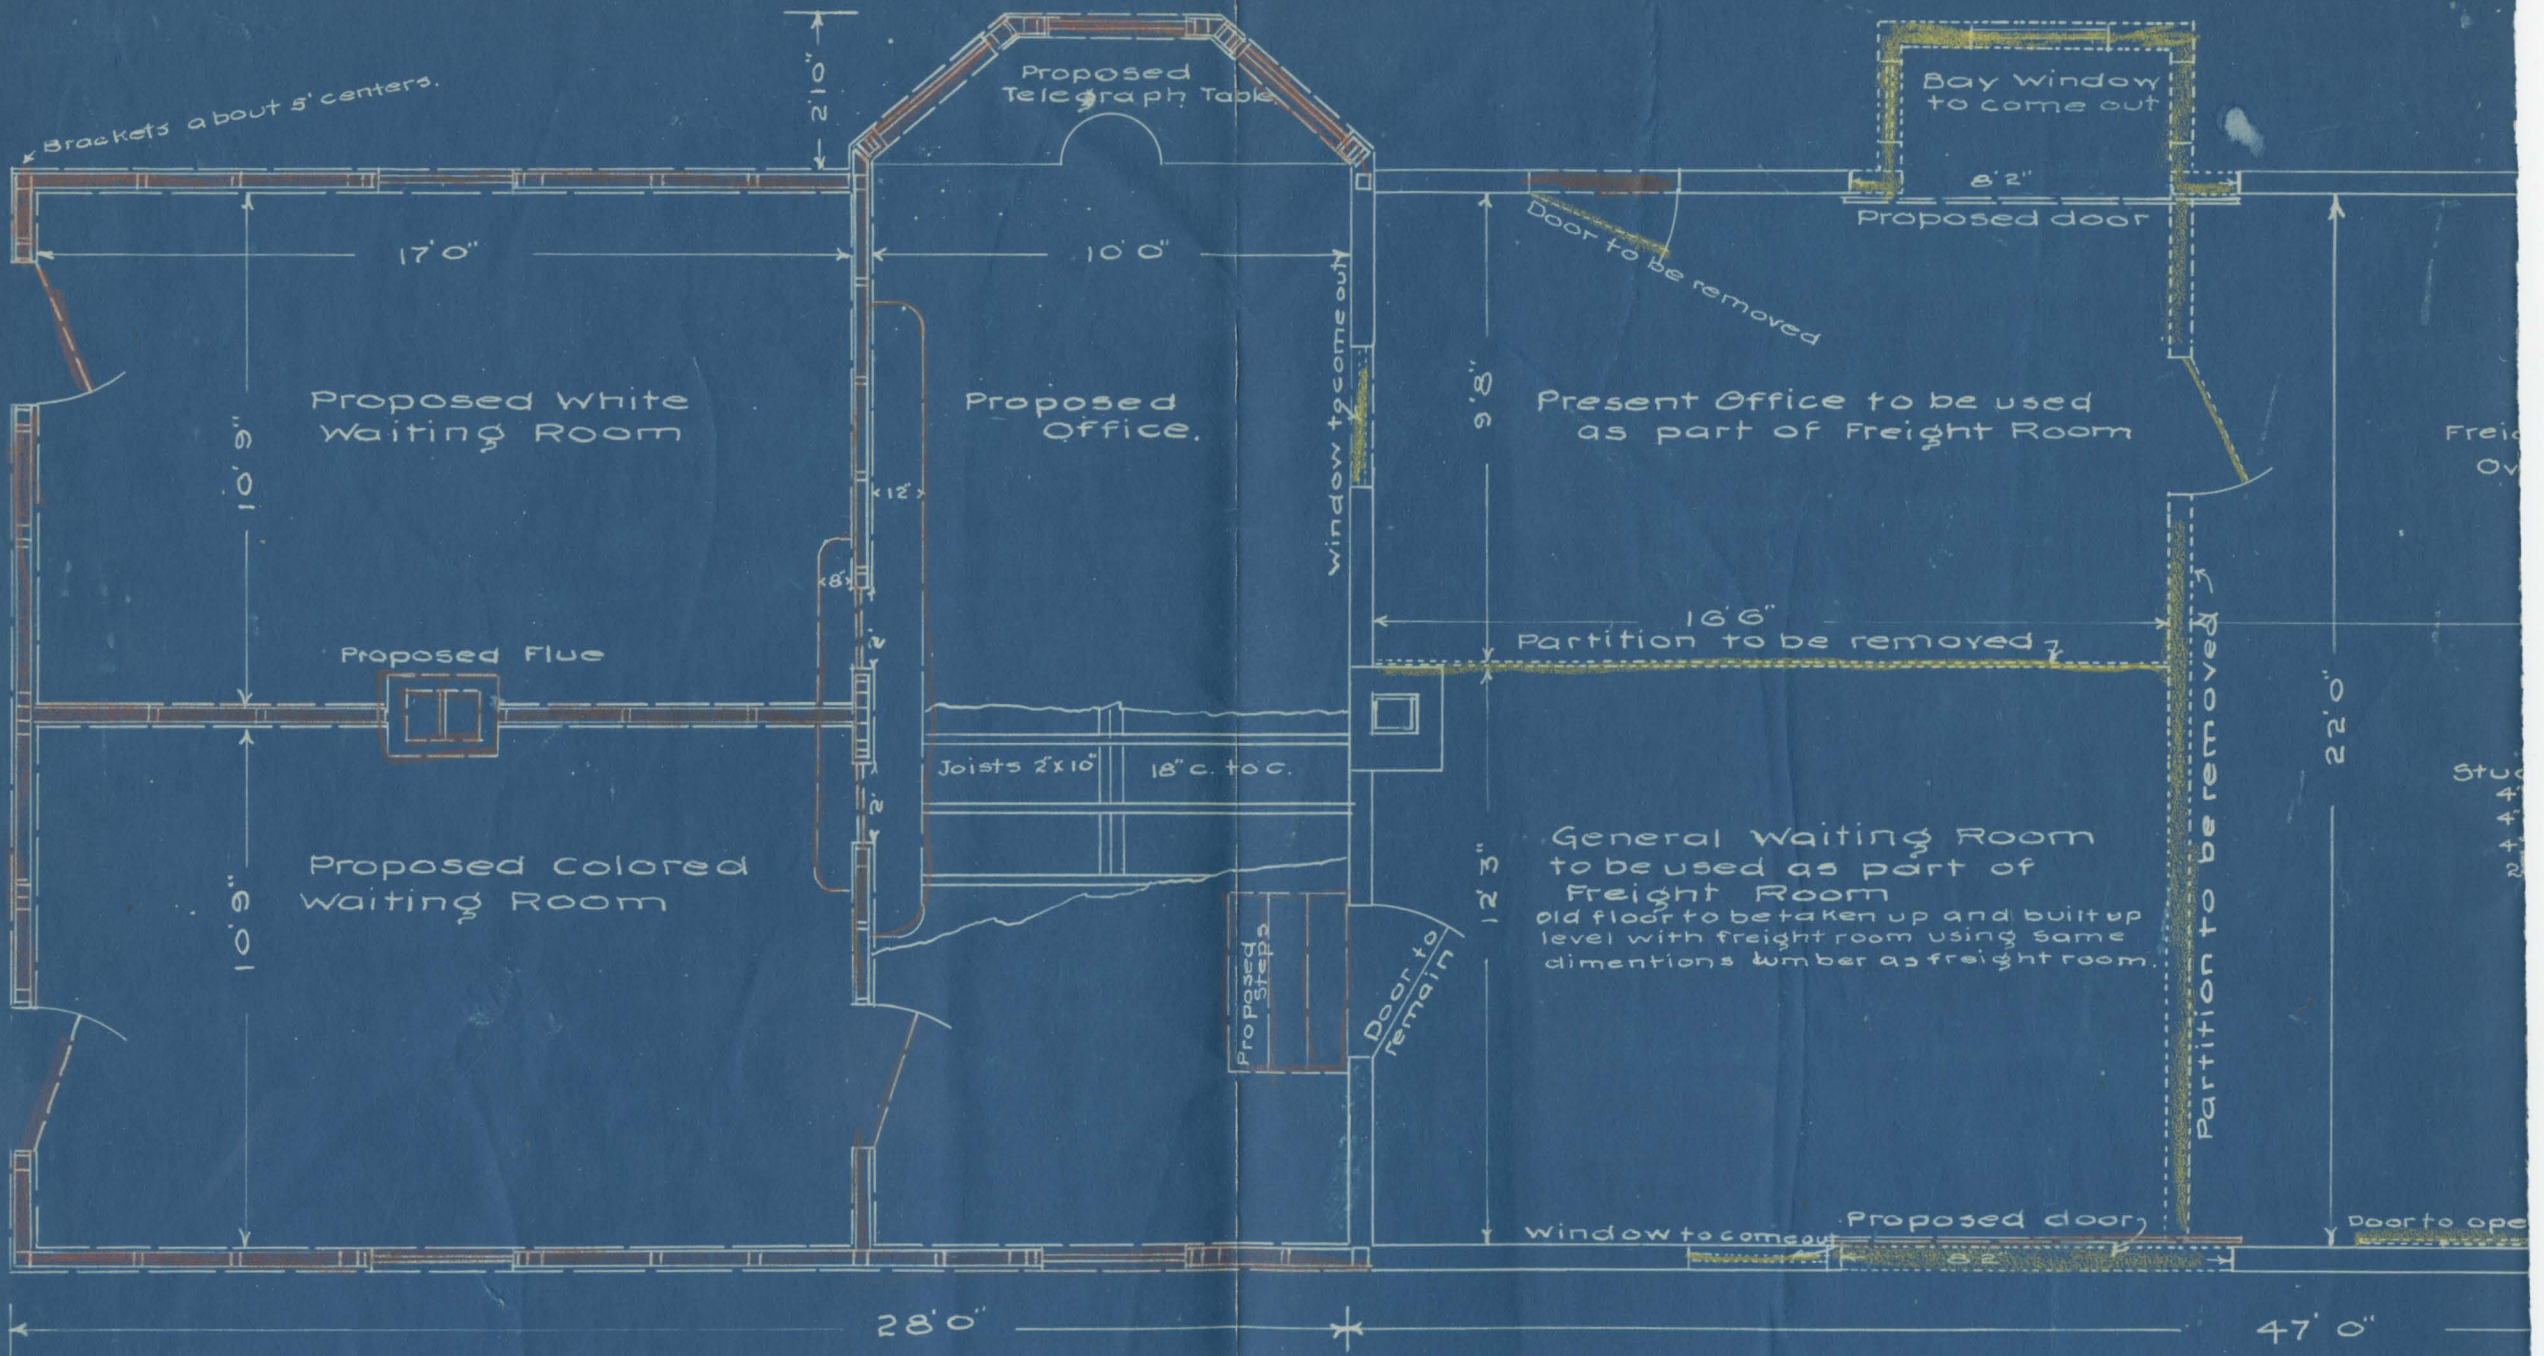 Brackets about 5' centers.
2'10"
Proposed
Telegraph Table
Bay Window
to come out
8'2"
Proposed door
Door to be removed
17'0"
10'0"
Window to come out
9'8"
Proposed White
Waiting Room
10'9"
Proposed
Office.
Present Office to be used
as part of Freight Room
12"
8"
2'
2'
16'6"
Partition to be removed
Partition to be removed
22'0"
Proposed Flue
Joists 2"x10"
18" c. to c.
Proposed Colored
Waiting Room
10'9"
Proposed
Steps
Door to
remain
12'3"
General Waiting Room
to be used as part of
Freight Room
old floor to be taken up and built up
level with freight room using same
dimentions lumber as freight room.
Window to come out
Proposed door
8'2"
Door to ope
28'0"
47'0"